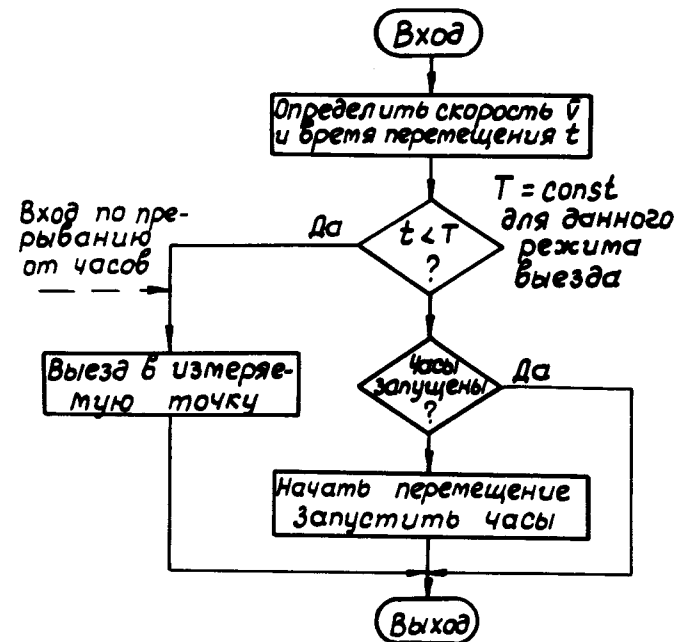 Вход
Определить скорость v̄
и время перемещения t
T = const
для данного
режима
выезда
Вход по пре-
рыванию
от часов
Да
t < T
?
Выезд в измеряе-
мую точку
Часы
запущены
?
Да
Начать перемещение
Запустить часы
Выход